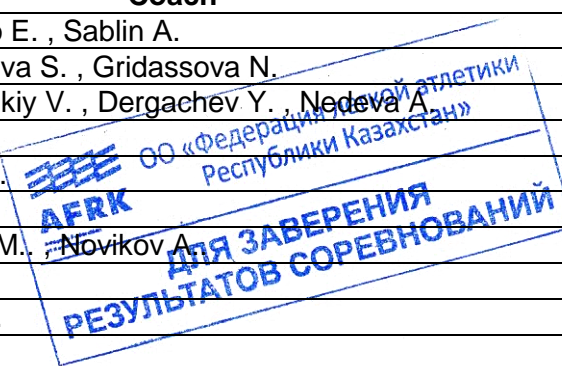 Coach
E. , Sablin A.
va S. , Gridassova N.
kiy V. , Dergachev Y. , Nedeva A.
ОО «Федерация легкой атлетики
Республики Казахстан»
AFRK
M.. , Novikov A..
ДЛЯ ЗАВЕРЕНИЯ
РЕЗУЛЬТАТОВ СОРЕВНОВАНИЙ